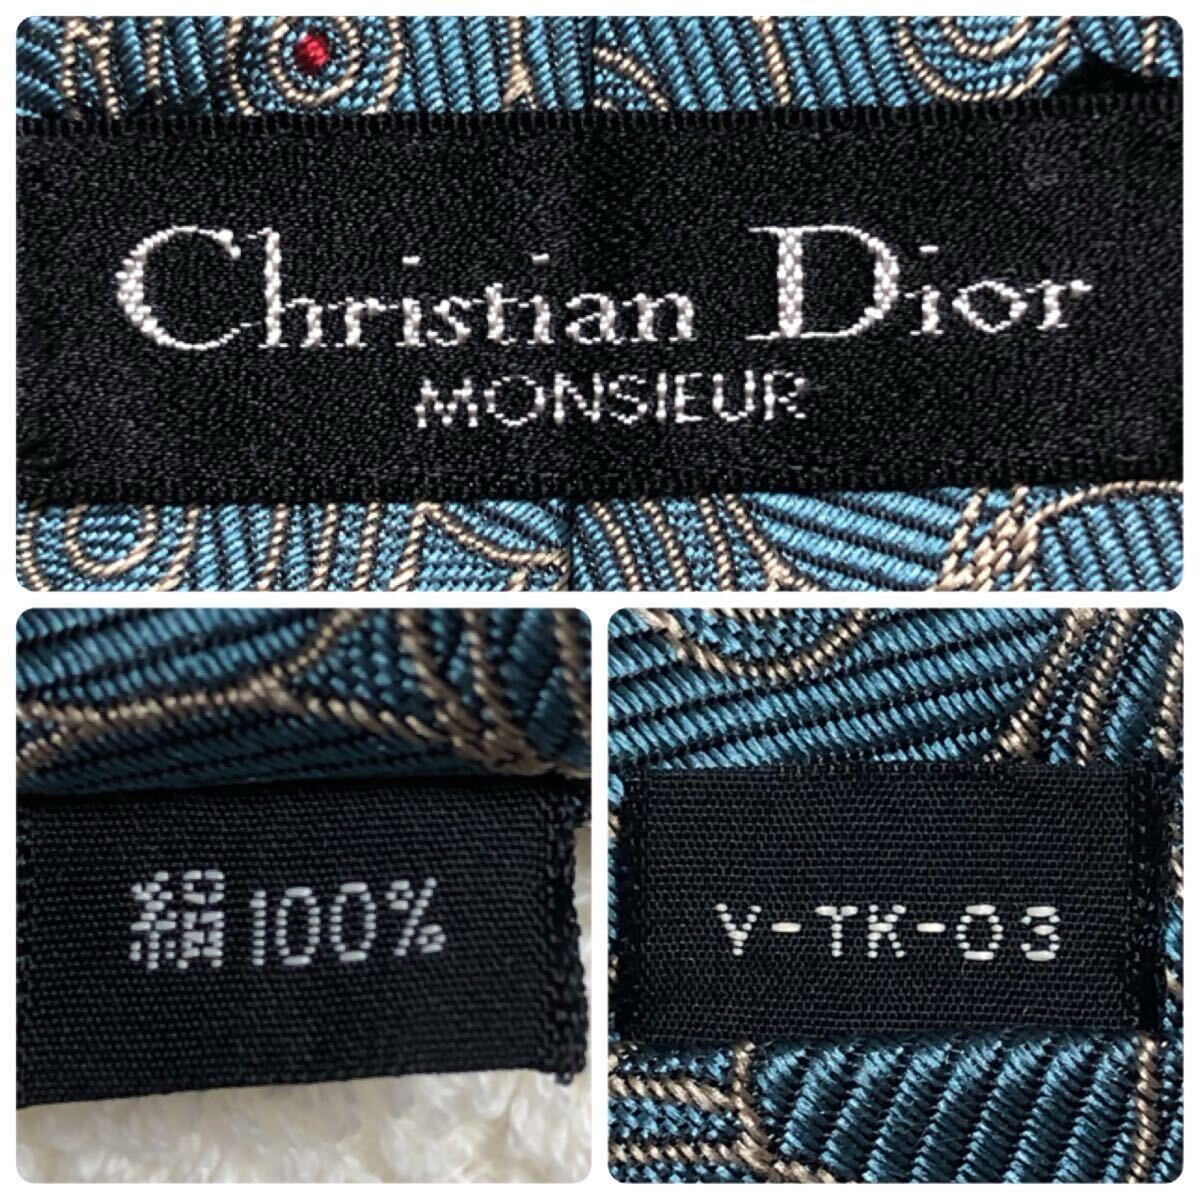 Christian Dior
MONSIEUR
絹100%
Y-TK-03